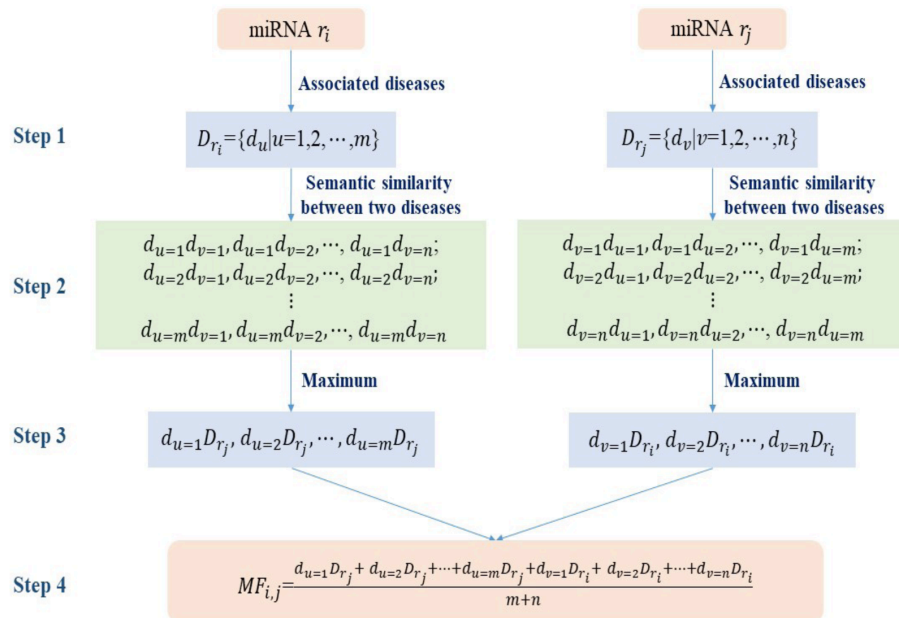 miRNA r_i
miRNA r_j
Associated diseases
Associated diseases
Step 1
D_{r_i}={d_u|u=1,2,⋯,m}
D_{r_j}={d_v|v=1,2,⋯,n}
Semantic similarity
between two diseases
Semantic similarity
between two diseases
Step 2
d_{u=1}d_{v=1}, d_{u=1}d_{v=2},⋯, d_{u=1}d_{v=n};
d_{u=2}d_{v=1}, d_{u=2}d_{v=2},⋯, d_{u=2}d_{v=n};
⋮
d_{u=m}d_{v=1}, d_{u=m}d_{v=2},⋯, d_{u=m}d_{v=n}
d_{v=1}d_{u=1}, d_{v=1}d_{u=2},⋯, d_{v=1}d_{u=m};
d_{v=2}d_{u=1}, d_{v=2}d_{u=2},⋯, d_{v=2}d_{u=m};
⋮
d_{v=n}d_{u=1}, d_{v=n}d_{u=2},⋯, d_{v=n}d_{u=m}
Maximum
Maximum
Step 3
d_{u=1}D_{r_j}, d_{u=2}D_{r_j},⋯, d_{u=m}D_{r_j}
d_{v=1}D_{r_i}, d_{v=2}D_{r_i},⋯, d_{v=n}D_{r_i}
Step 4
MF_{i,j}=\frac{d_{u=1}D_{r_j}+ d_{u=2}D_{r_j}+⋯+d_{u=m}D_{r_j}+d_{v=1}D_{r_i}+ d_{v=2}D_{r_i}+⋯+d_{v=n}D_{r_i}}{m+n}